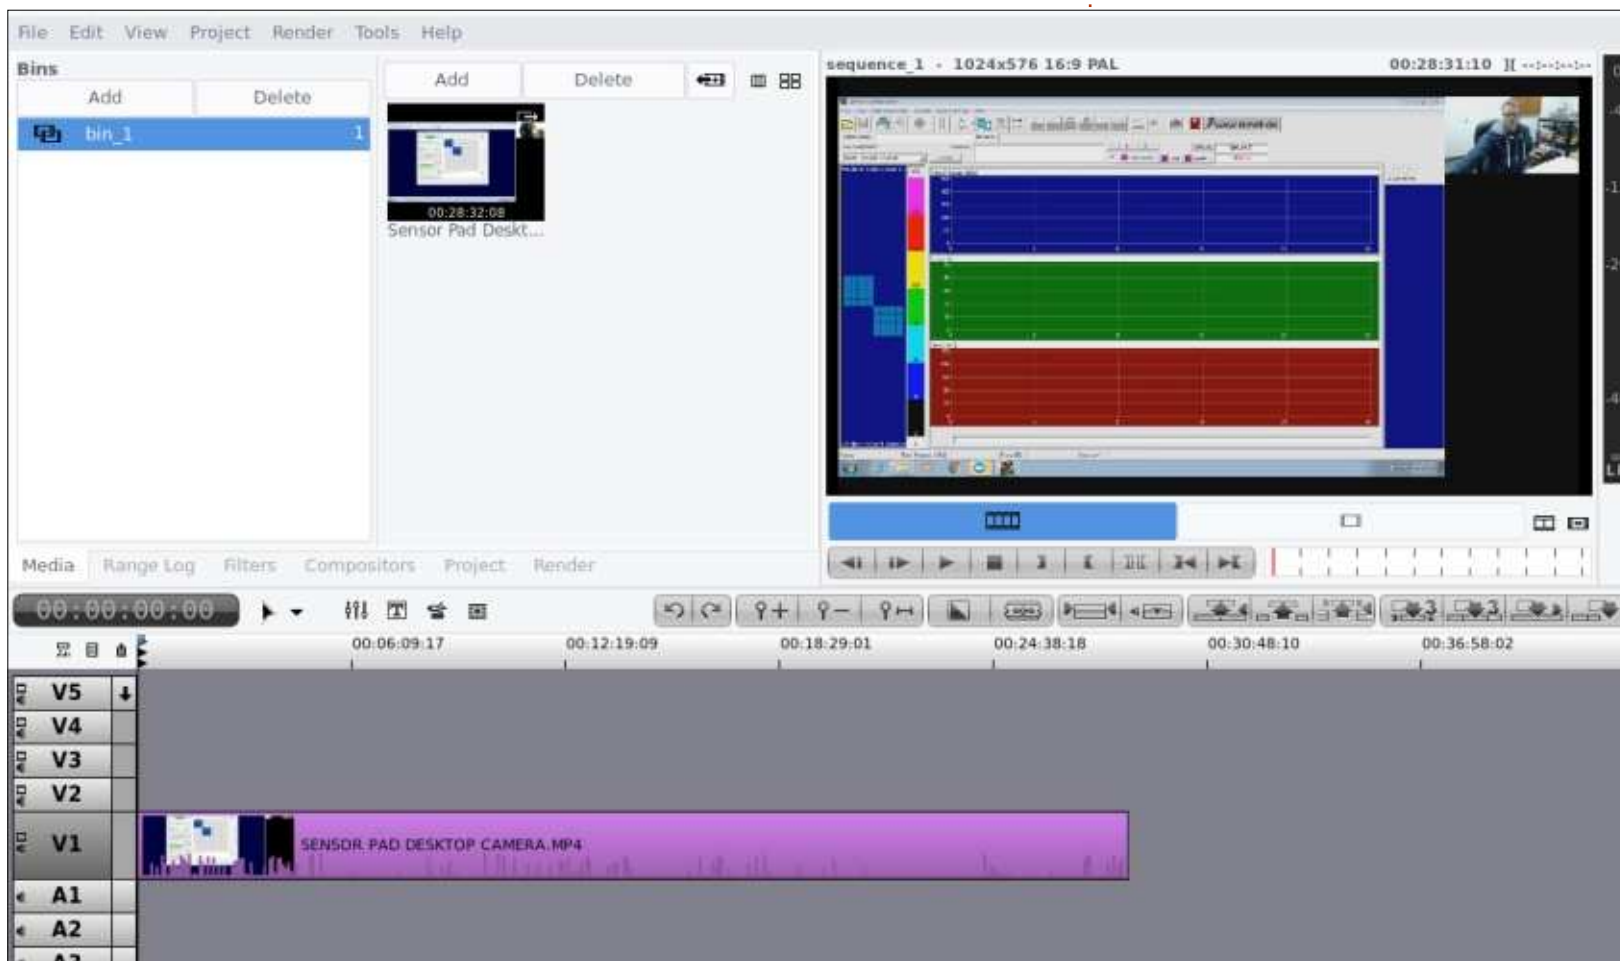 File Edit View Project Render Tools Help
Bins
Add Delete
bin_1 1
Add Delete
00:28:32:08
Sensor Pad Deskt...
sequence_1 - 1024x576 16:9 PAL 00:28:31:10 ][ --:--:--:--
Media Range Log Filters Compositors Project Render
00:00:00:00
00:06:09:17 00:12:19:09 00:18:29:01 00:24:38:18 00:30:48:10 00:36:58:02
V5
V4
V3
V2
V1
SENSOR PAD DESKTOP CAMERA.MP4
A1
A2